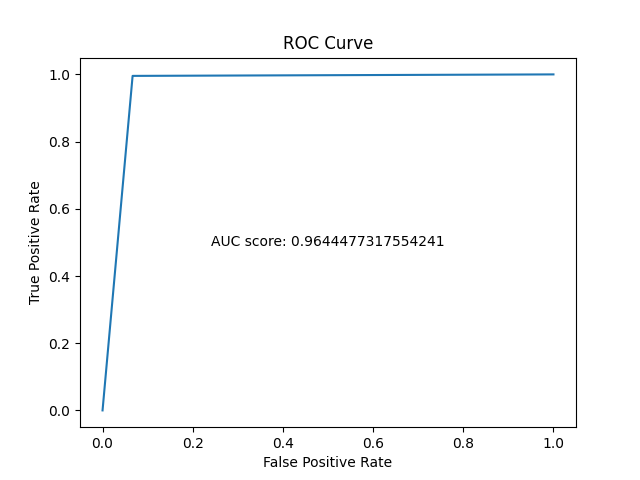 ROC Curve
1.0
0.8
0.6
0.4
0.2
0.0
True Positive Rate
AUC score: 0.9644477317554241
0.0 0.2 0.4 0.6 0.8 1.0
False Positive Rate